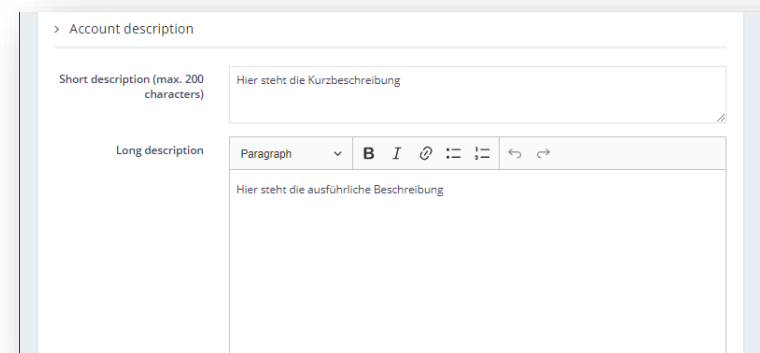 Account description
Short description (max. 200
characters)
Hier steht die Kurzbeschreibung
Long description
Paragraph
B I
Hier steht die ausführliche Beschreibung